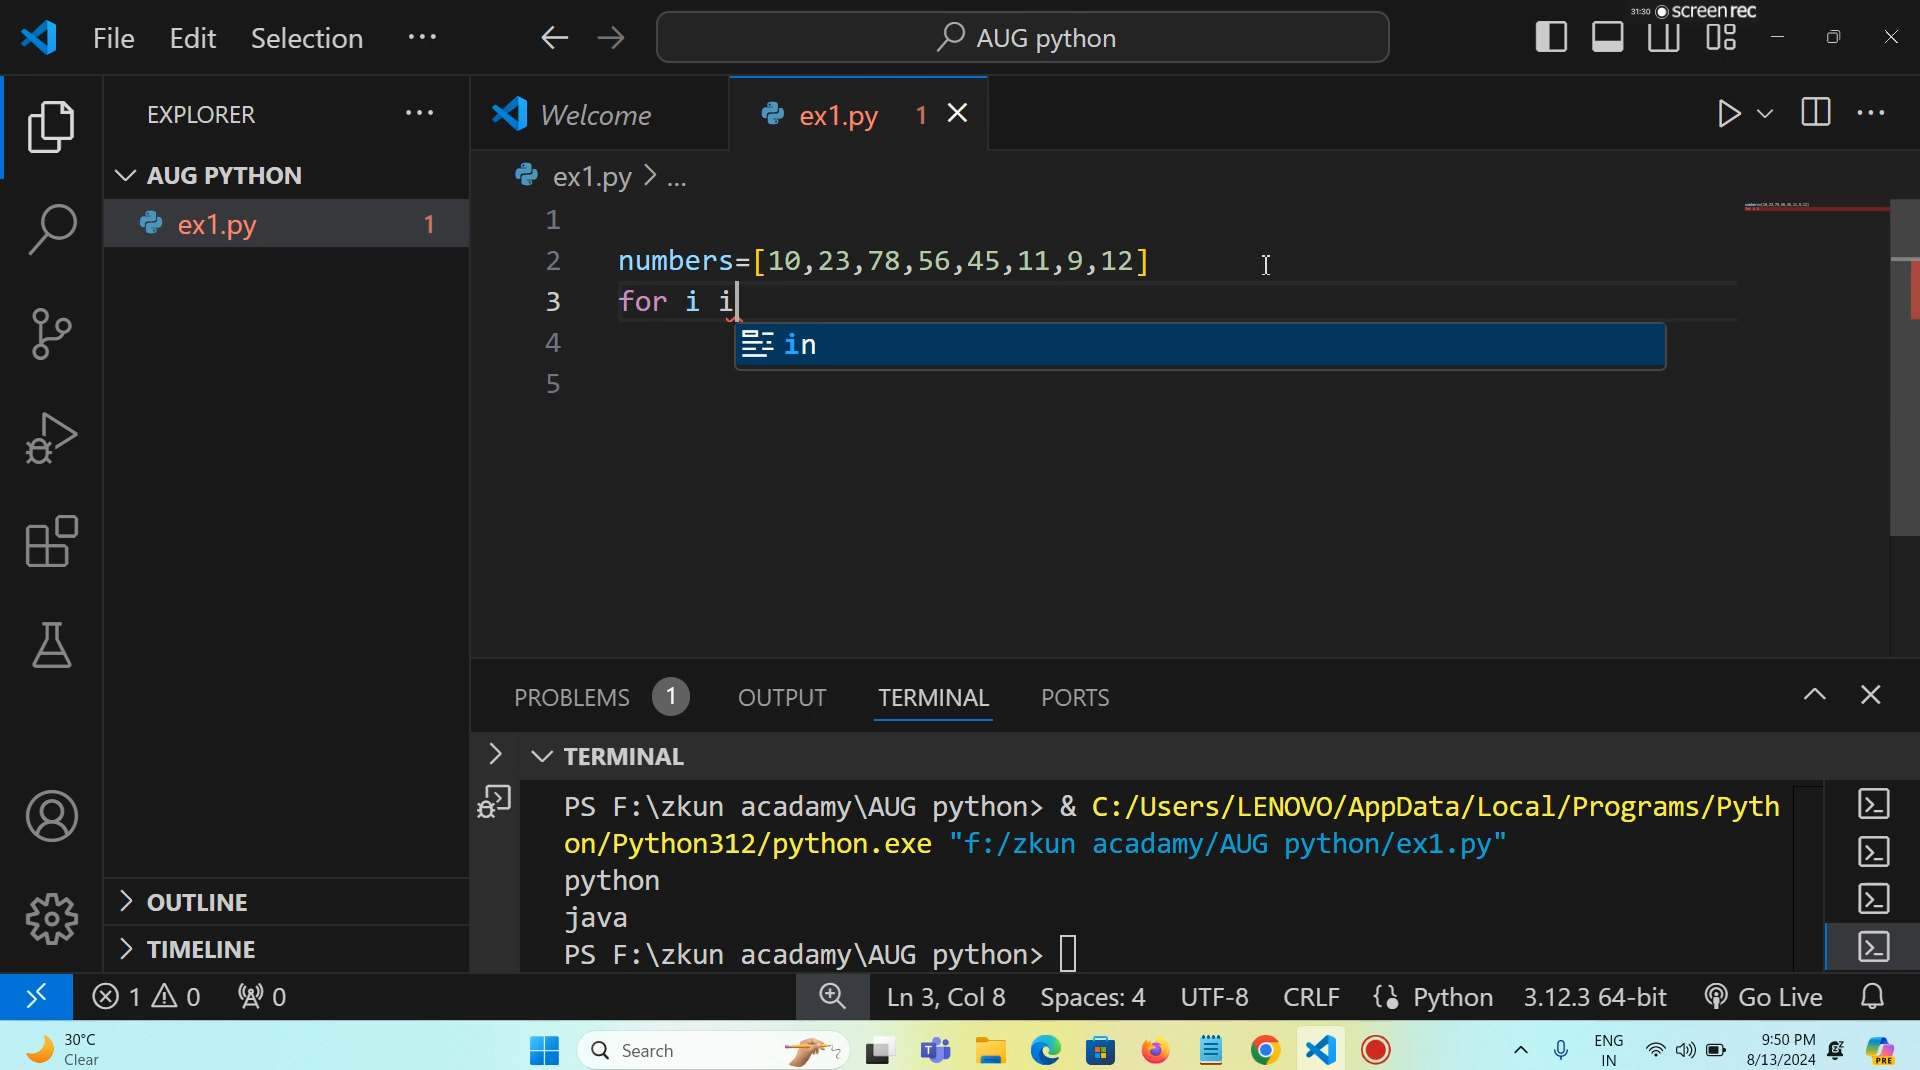 31:30 screen rec
File Edit Selection ··· AUG python
EXPLORER ···
Welcome ex1.py 1
AUG PYTHON
ex1.py > ...
ex1.py 1
1
2 numbers=[10,23,78,56,45,11,9,12]
3 for i i
4 in
5
PROBLEMS 1 OUTPUT TERMINAL PORTS
TERMINAL
PS F:\zkun acadamy\AUG python> & C:/Users/LENOVO/AppData/Local/Programs/Pyth
on/Python312/python.exe "f:/zkun acadamy/AUG python/ex1.py"
python
java
PS F:\zkun acadamy\AUG python>
OUTLINE
TIMELINE
1 0 0 Ln 3, Col 8 Spaces: 4 UTF-8 CRLF Python 3.12.3 64-bit Go Live
30°C
Clear
Search
ENG
IN
9:50 PM
8/13/2024
PRE